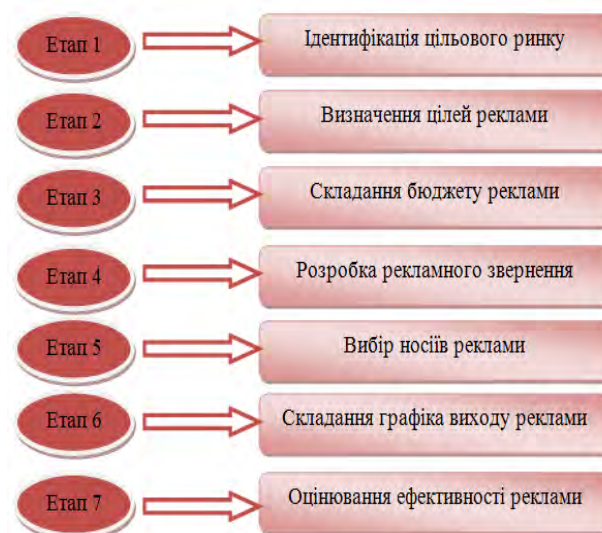 Етап 1
Ідентифікація цільового ринку
Етап 2
Визначення цілей реклами
Етап 3
Складання бюджету реклами
Етап 4
Розробка рекламного звернення
Етап 5
Вибір носіїв реклами
Етап 6
Складання графіка виходу реклами
Етап 7
Оцінювання ефективності реклами